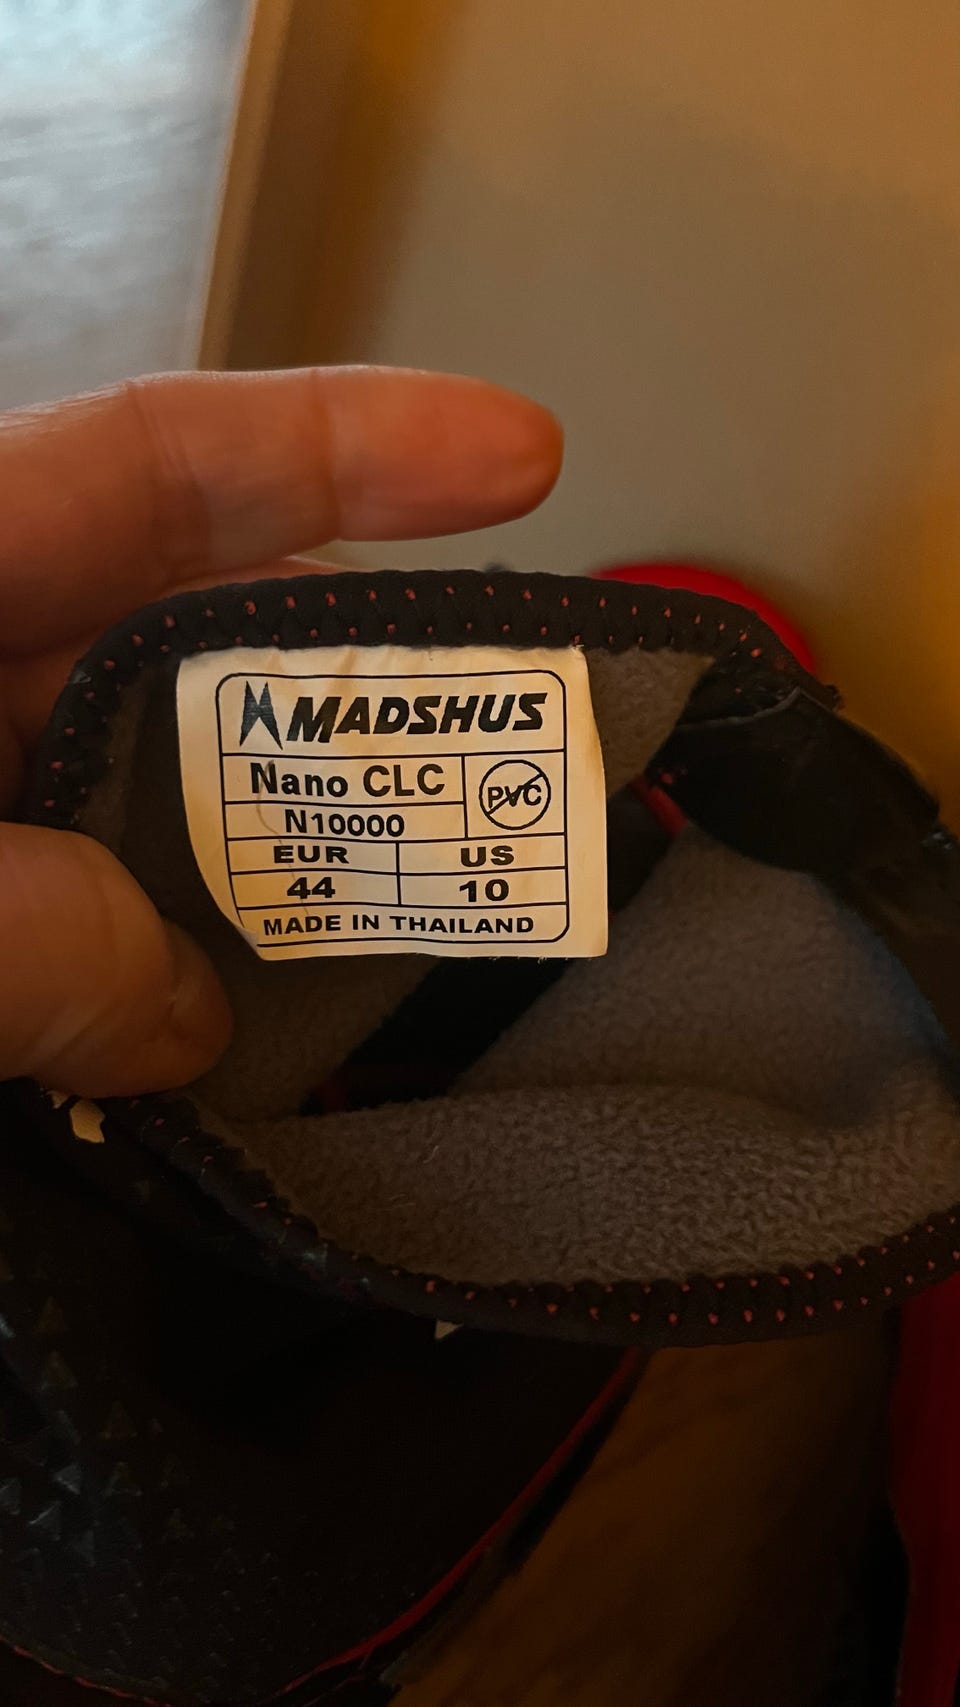 MADSHUS
Nano CLC
PVC
N10000
EUR US
44 10
MADE IN THAILAND